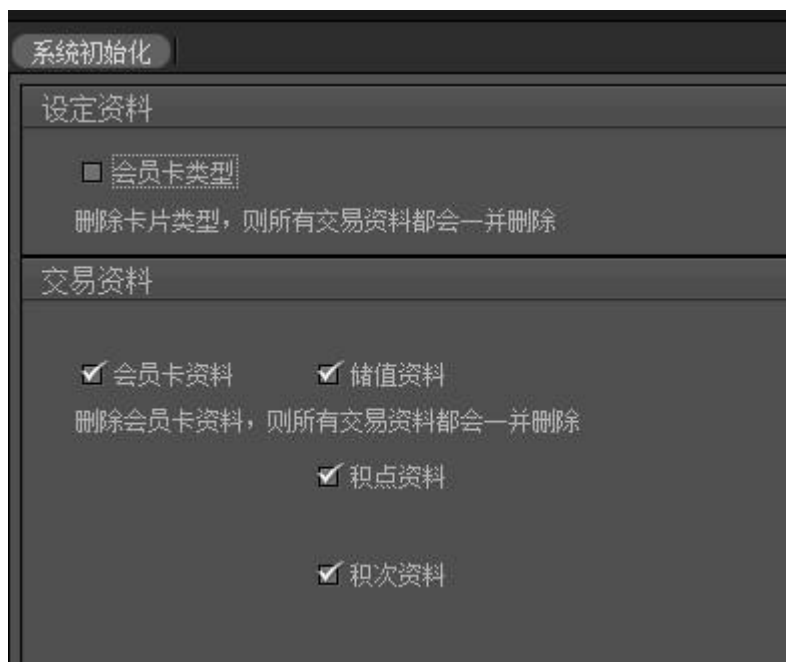 系统初始化
设定资料
会员卡类型
删除卡片类型，则所有交易资料都会一并删除
交易资料
会员卡资料 储值资料
删除会员卡资料，则所有交易资料都会一并删除
积点资料
积次资料